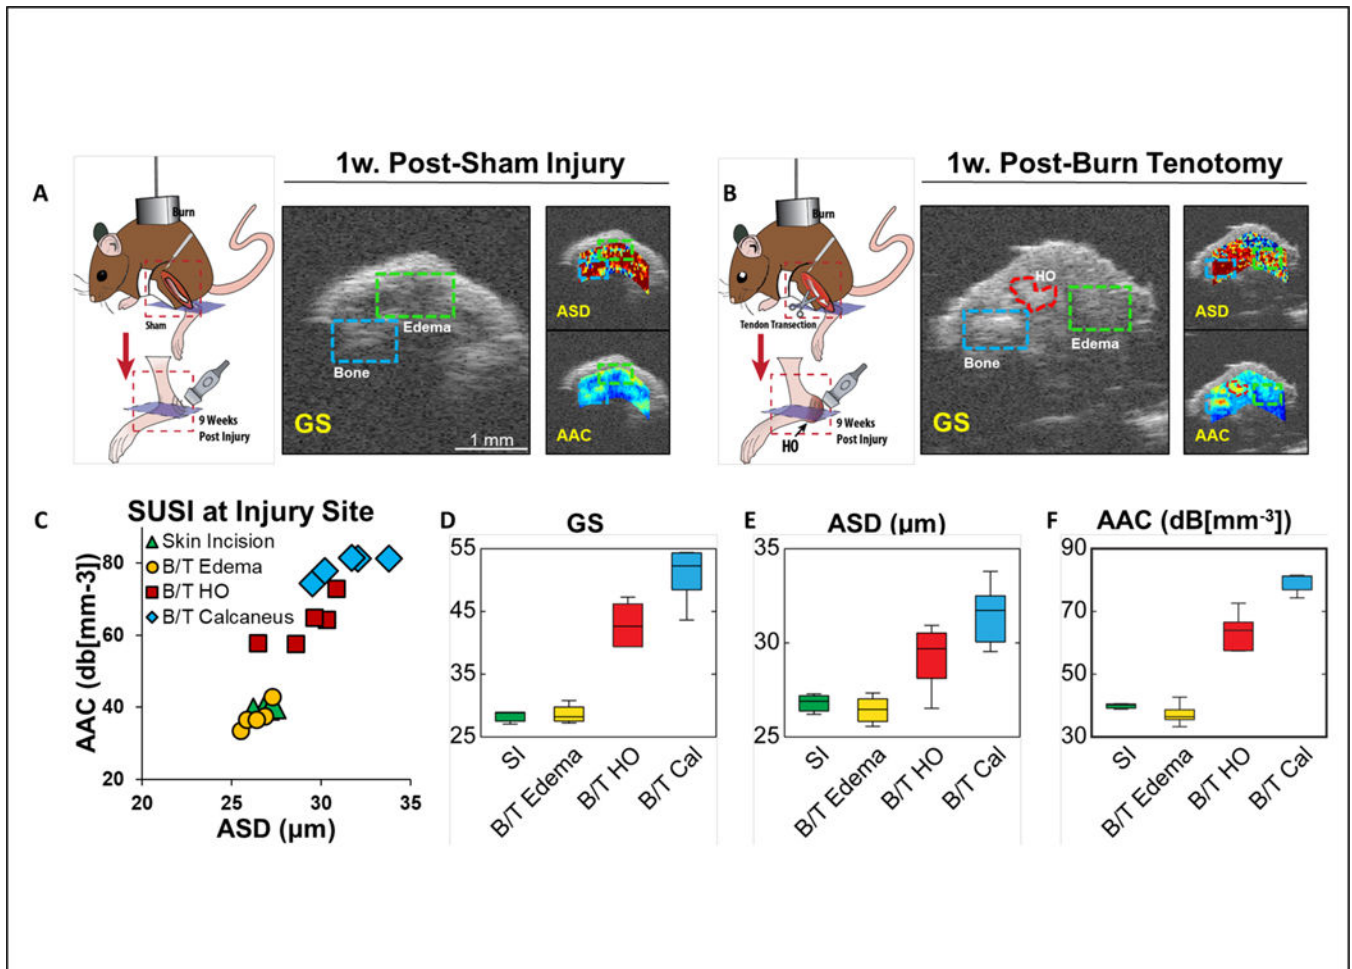 A
1w. Post-Sham Injury
Burn
Sham
9 Weeks
Post Injury
Edema
Bone
GS
1 mm
ASD
AAC
B
1w. Post-Burn Tenotomy
Burn
Tendon Transection
9 Weeks
Post Injury
HO
HO
Edema
Bone
GS
ASD
AAC
C
SUSI at Injury Site
Skin Incision
B/T Edema
B/T HO
B/T Calcaneus
AAC (db[mm-3])
80
60
40
20
20
25
30
35
ASD (µm)
D
GS
55
45
35
25
SI
B/T Edema
B/T HO
B/T Cal
E
ASD (µm)
35
30
25
SI
B/T Edema
B/T HO
B/T Cal
F
AAC (dB[mm-3])
90
70
50
30
SI
B/T Edema
B/T HO
B/T Cal